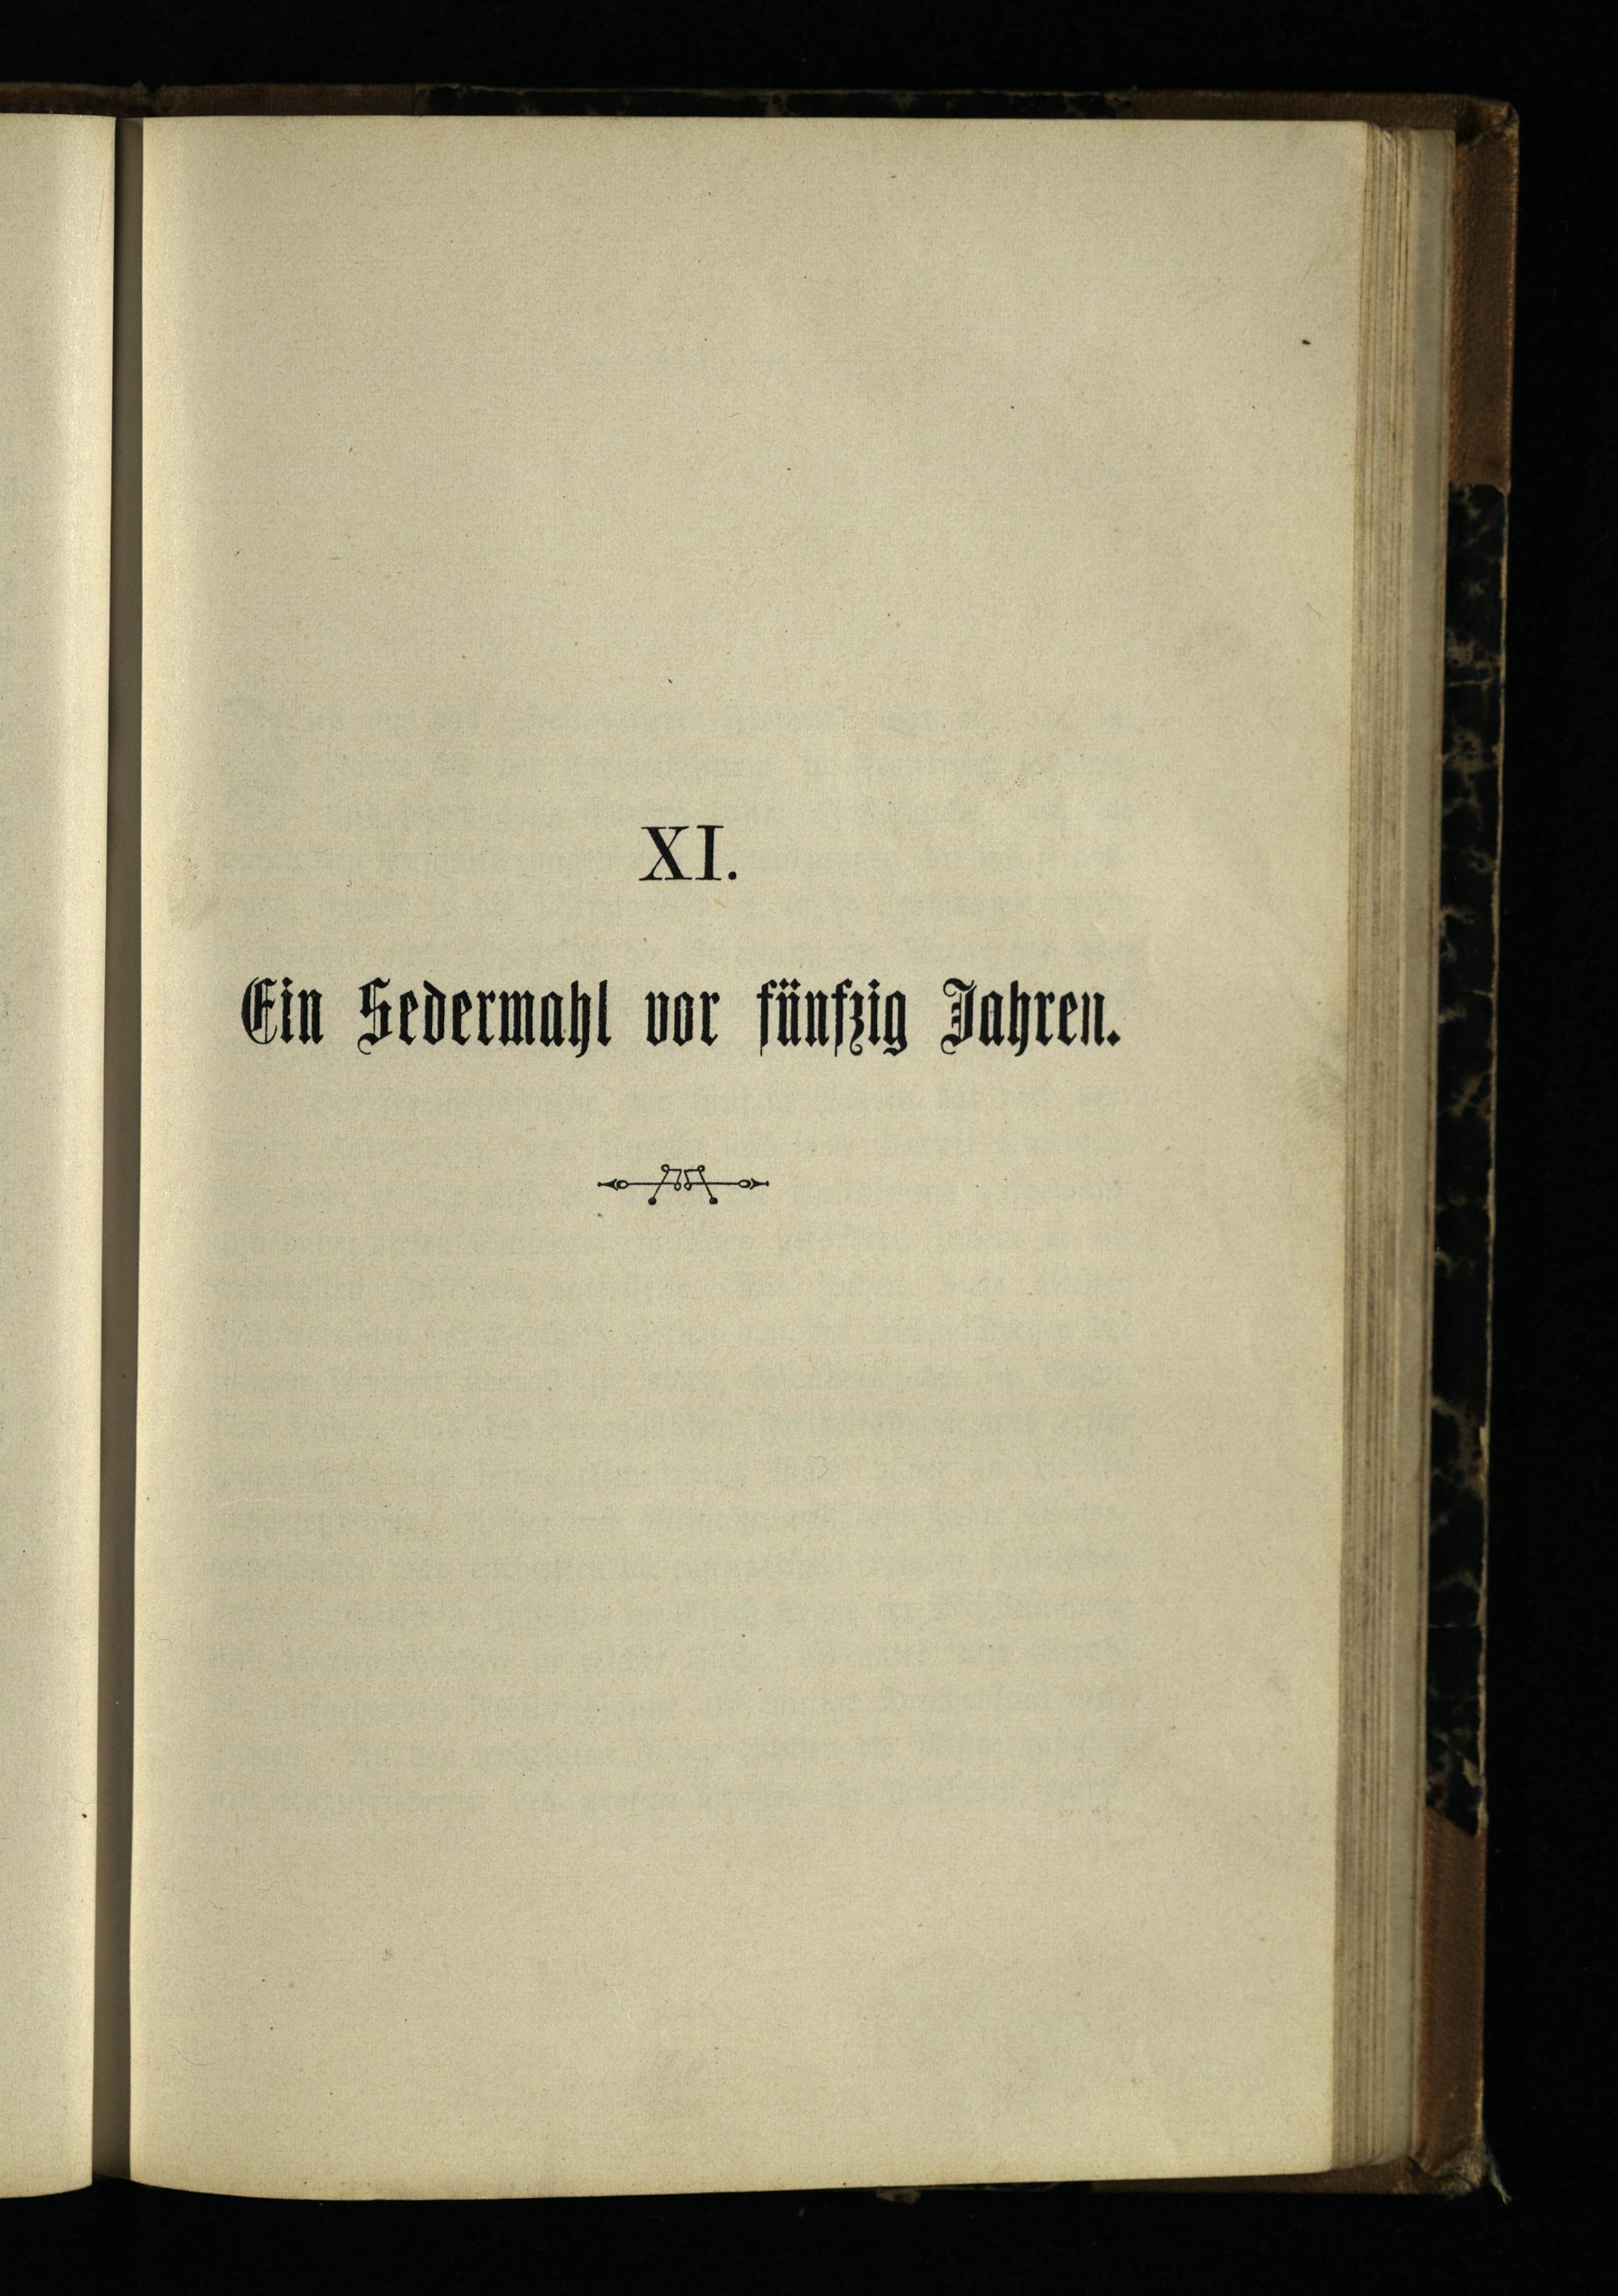 XI.
Ein Sedermahl vor fünfzig Jahren.